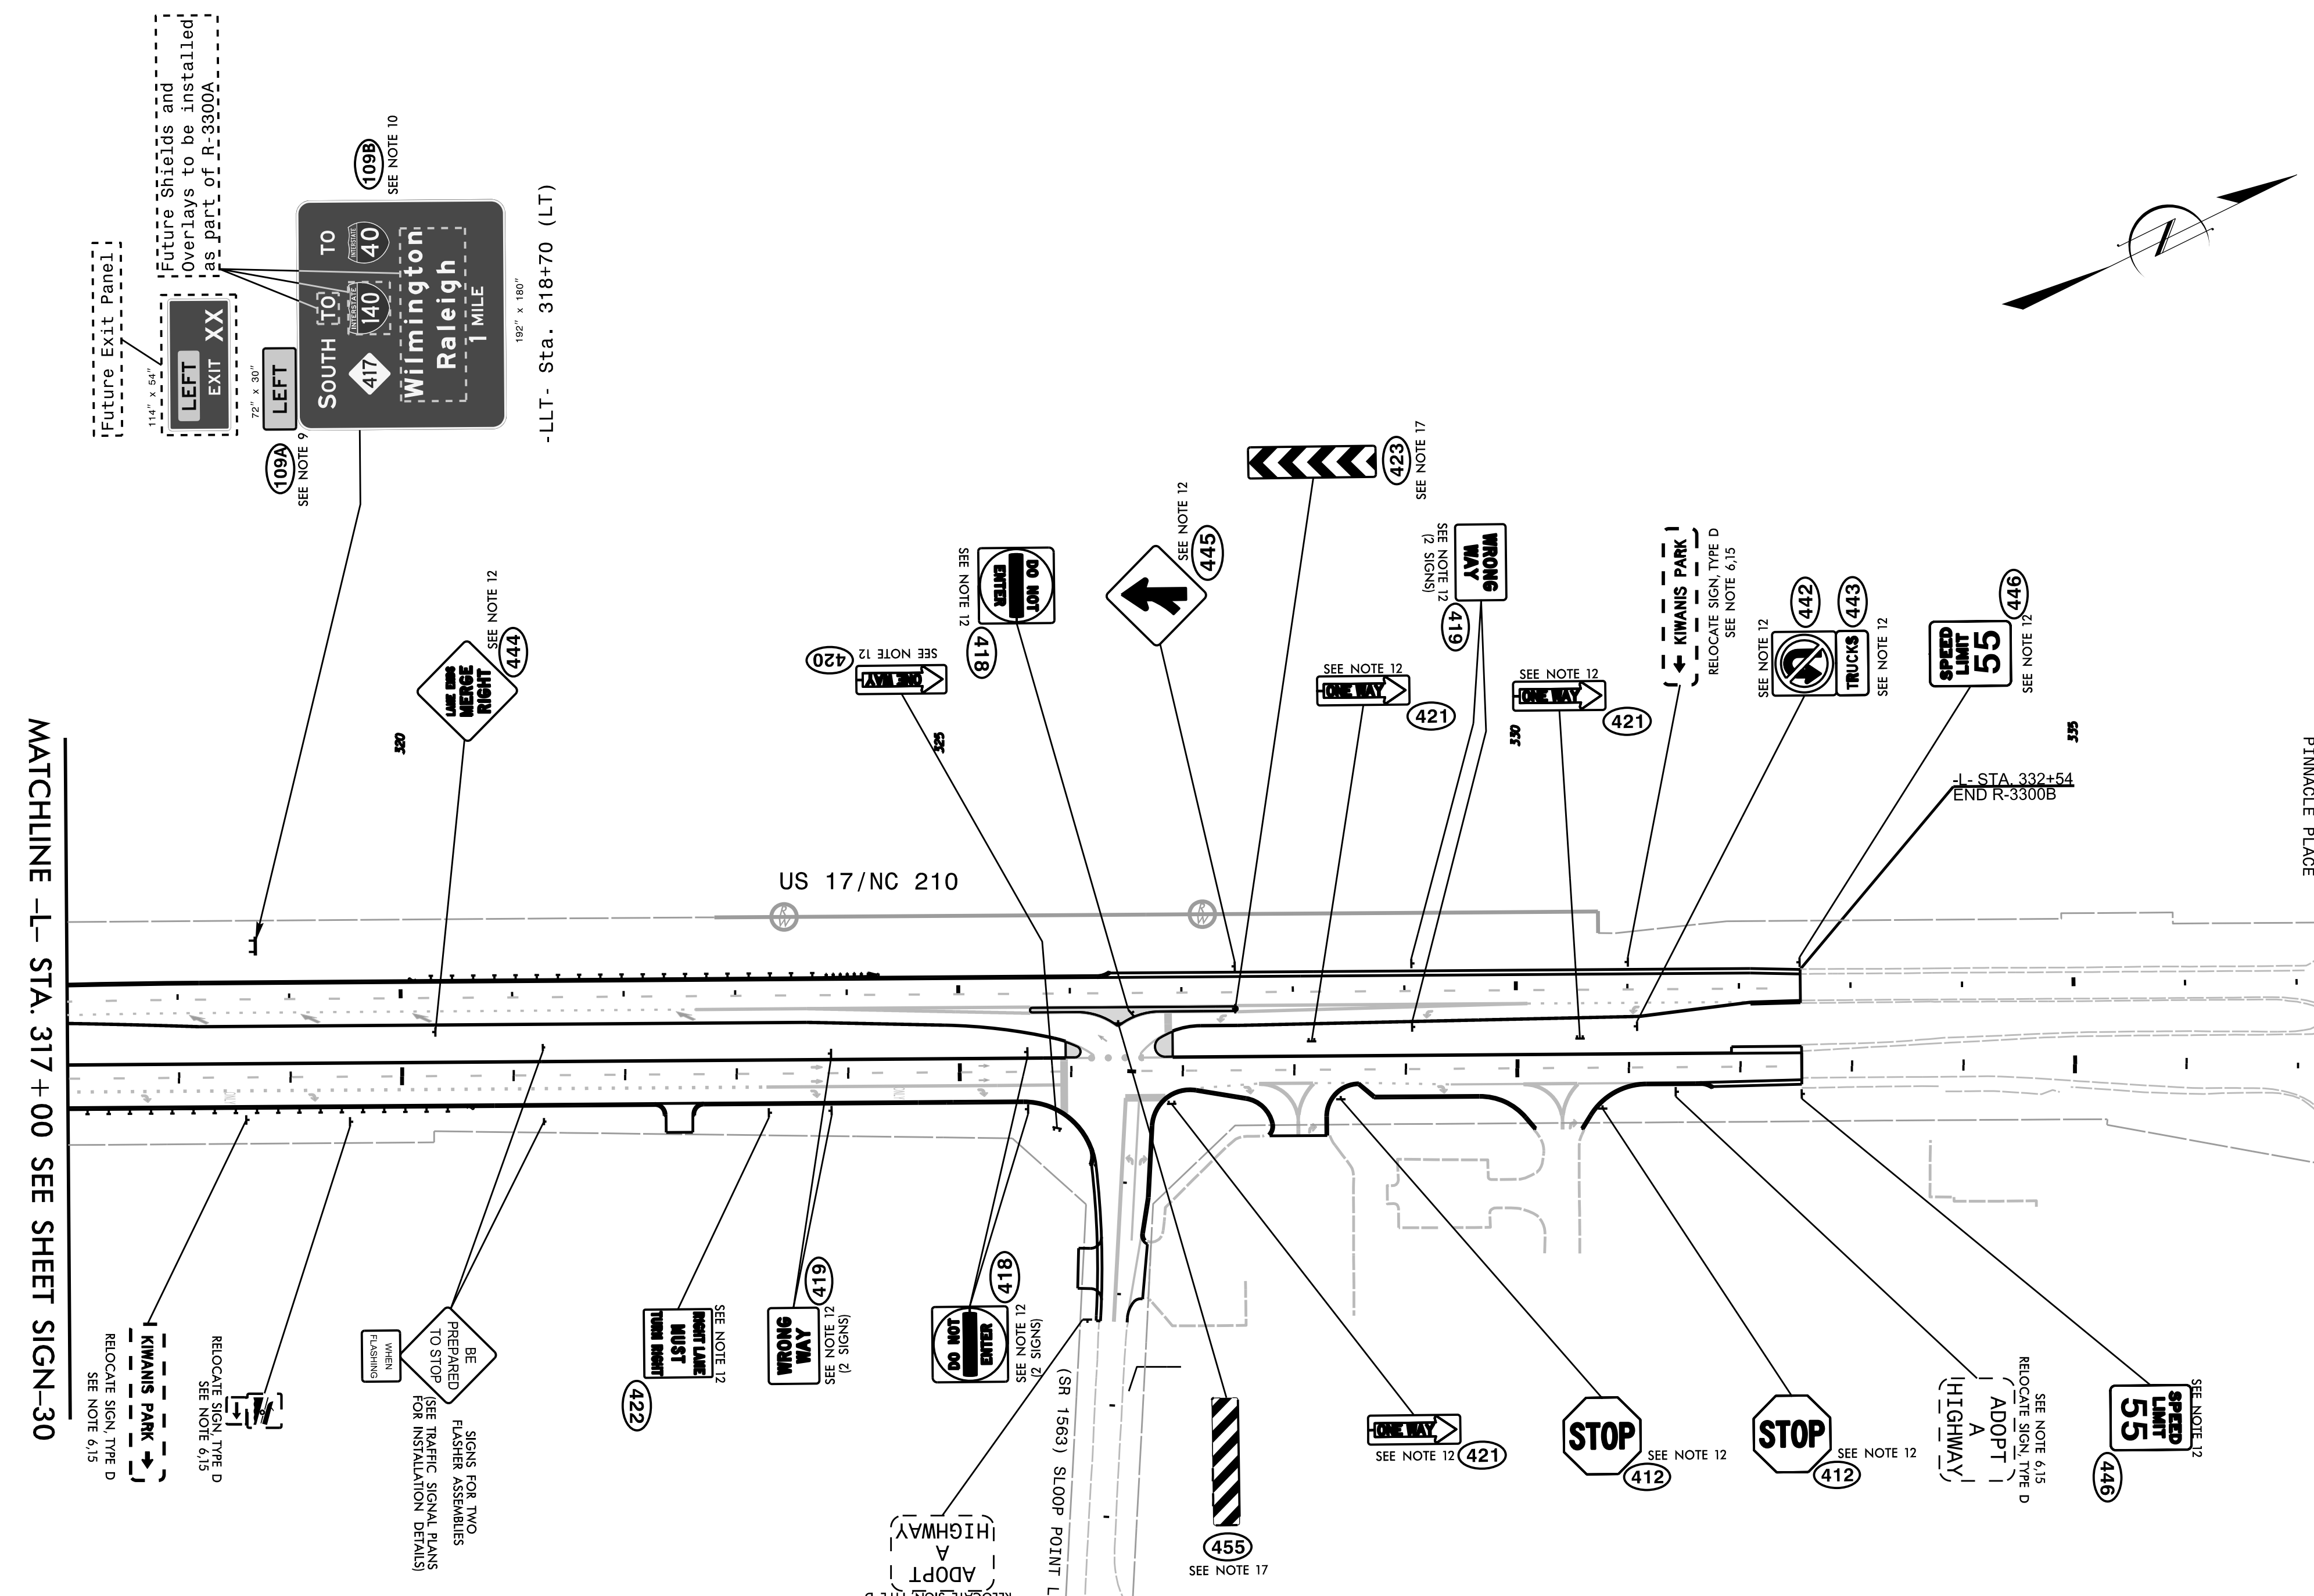 Future Shields and
Overlays to be installed
as part of R-3300A
Future Exit Panel
114" x 54"
LEFT
EXIT XX
72" x 30"
LEFT
109A
SEE NOTE 9
109B
SEE NOTE 10
SOUTH TO TO
417 INTERSTATE 140 INTERSTATE 40
Wilmington
Raleigh
1 MILE
192" x 180"
-LLT- Sta. 318+70 (LT)
LANE ENDS
MERGE
RIGHT
SEE NOTE 12
444
420
SEE NOTE 12
ONE WAY
SEE NOTE 12
DO NOT
ENTER
418
SEE NOTE 12
445
423
SEE NOTE 17
WRONG
WAY
SEE NOTE 12
(2 SIGNS)
419
SEE NOTE 12
ONE WAY
421
SEE NOTE 12
ONE WAY
421
KIWANIS PARK
RELOCATE SIGN, TYPE D
SEE NOTE 6,15
442
443
SEE NOTE 12
TRUCKS
SEE NOTE 12
446
SPEED
LIMIT
55
SEE NOTE 12
320
325
330
335
-L- STA. 332+54
END R-3300B
PINNACLE PLACE
US 17/NC 210
R/W
R/W
ONLY
ONLY
MATCHLINE -L- STA. 317+00 SEE SHEET SIGN-30
KIWANIS PARK
RELOCATE SIGN, TYPE D
SEE NOTE 6,15
RELOCATE SIGN, TYPE D
SEE NOTE 6,15
BE
PREPARED
TO STOP
WHEN
FLASHING
SIGNS FOR TWO
FLASHER ASSEMBLIES
(SEE TRAFFIC SIGNAL PLANS
FOR INSTALLATION DETAILS)
RIGHT LANE
MUST
TURN RIGHT
SEE NOTE 12
422
WRONG
WAY
419
SEE NOTE 12
(2 SIGNS)
DO NOT
ENTER
418
SEE NOTE 12
(2 SIGNS)
ADOPT
A
HIGHWAY
(SR 1563) SLOOP POINT L
455
SEE NOTE 17
ONE WAY
SEE NOTE 12
421
STOP
SEE NOTE 12
412
STOP
SEE NOTE 12
412
ADOPT
A
HIGHWAY
SEE NOTE 6,15
RELOCATE SIGN, TYPE D
SPEED
LIMIT
55
SEE NOTE 12
446